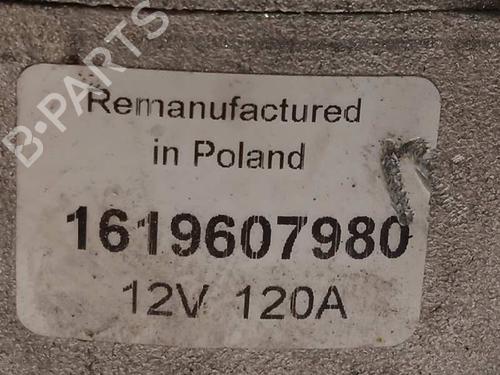 B-PARTS
Remanufactured
in Poland
1619607980
12V 120A